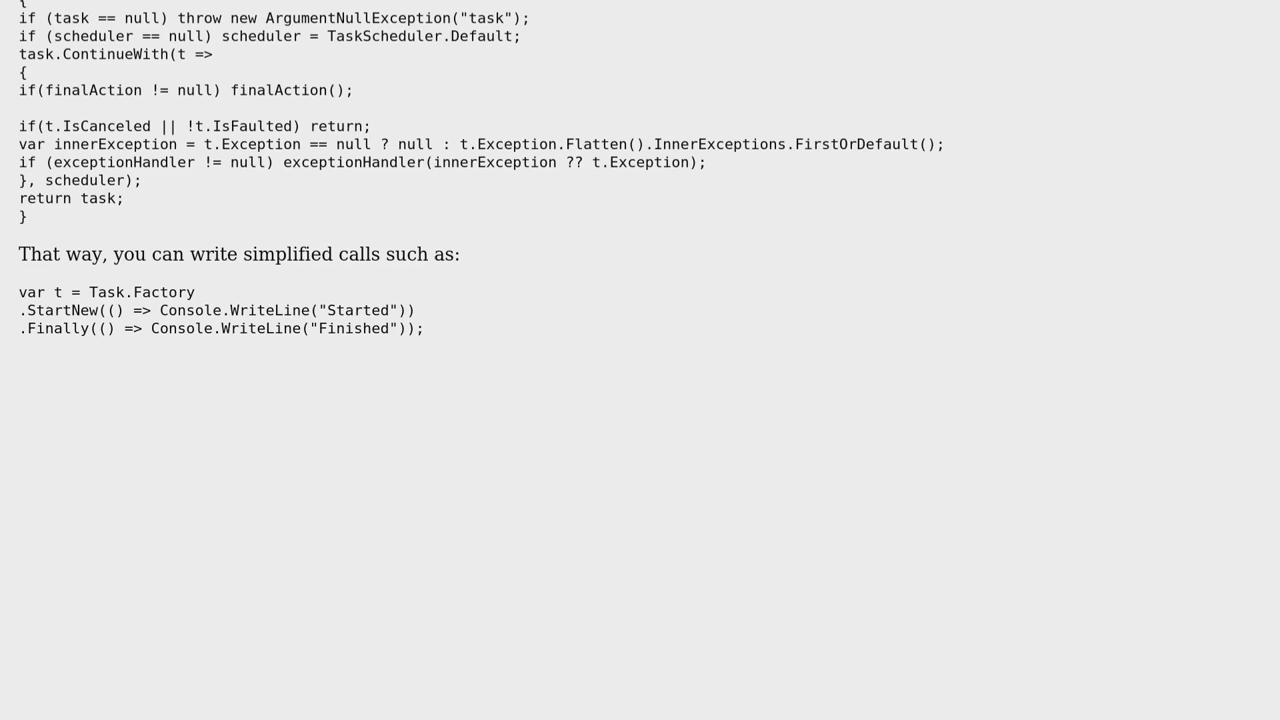 {
if (task == null) throw new ArgumentNullException("task");
if (scheduler == null) scheduler = TaskScheduler.Default;
task.ContinueWith(t =>
{
if(finalAction != null) finalAction();

if(t.IsCanceled || !t.IsFaulted) return;
var innerException = t.Exception == null ? null : t.Exception.Flatten().InnerExceptions.FirstOrDefault();
if (exceptionHandler != null) exceptionHandler(innerException ?? t.Exception);
}, scheduler);
return task;
}
That way, you can write simplified calls such as:
var t = Task.Factory
.StartNew(() => Console.WriteLine("Started"))
.Finally(() => Console.WriteLine("Finished"));